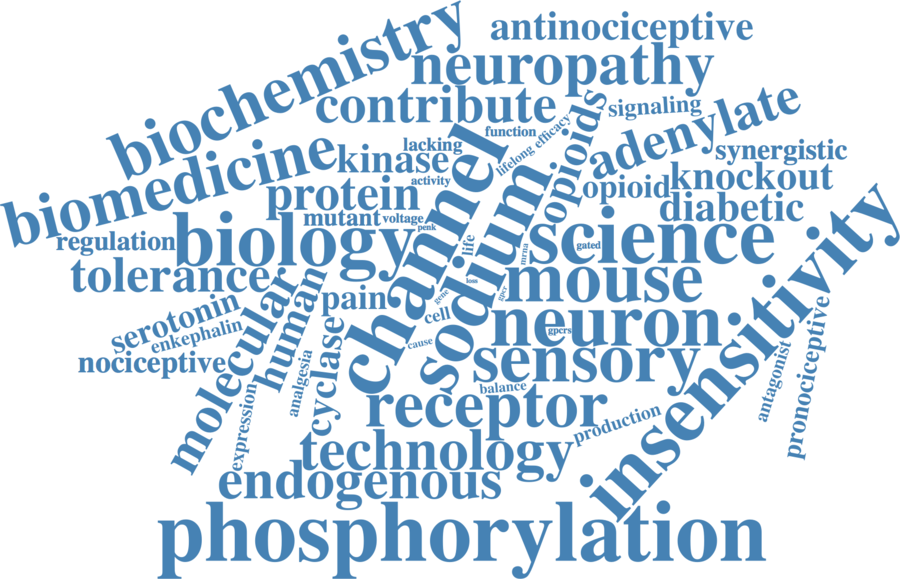 biochemistry
antinociceptive
neuropathy
contribute
signaling
function
lifelong
efficacy
opioids
adenylate
lacking
kinase
synergistic
biomedicine
activity
channel
opioid
knockout
protein
mutant
voltage
penk
diabetic
regulation
biology
life
sodium
mrna
science
gated
insensitivity
tolerance
loss
mouse
pain
gene
gpcr
serotonin
enkephalin
molecular
human
cell
neuron
gpcrs
nociceptive
cyclase
cause
sensory
analgesia
antagonist
pronociceptive
expression
balance
receptor
production
technology
endogenous
phosphorylation